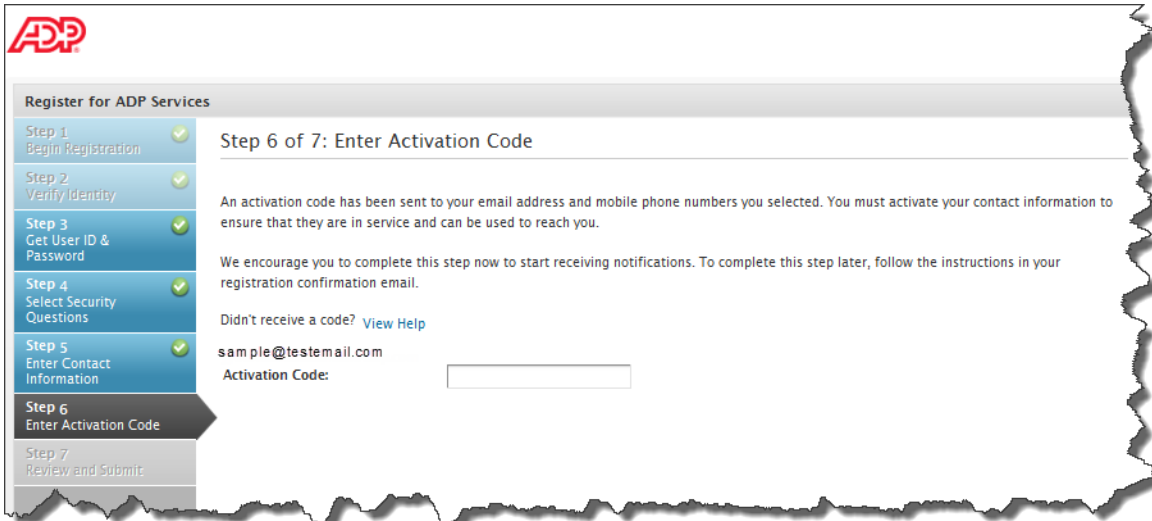 ADP
Register for ADP Services
Step 1
Begin Registration
Step 2
Verify Identity
Step 3
Get User ID &
Password
Step 4
Select Security
Questions
Step 5
Enter Contact
Information
Step 6
Enter Activation Code
Step 7
Review and Submit
Step 6 of 7: Enter Activation Code
An activation code has been sent to your email address and mobile phone numbers you selected. You must activate your contact information to
ensure that they are in service and can be used to reach you.
We encourage you to complete this step now to start receiving notifications. To complete this step later, follow the instructions in your
registration confirmation email.
Didn't receive a code? View Help
sample@testemail.com
Activation Code: